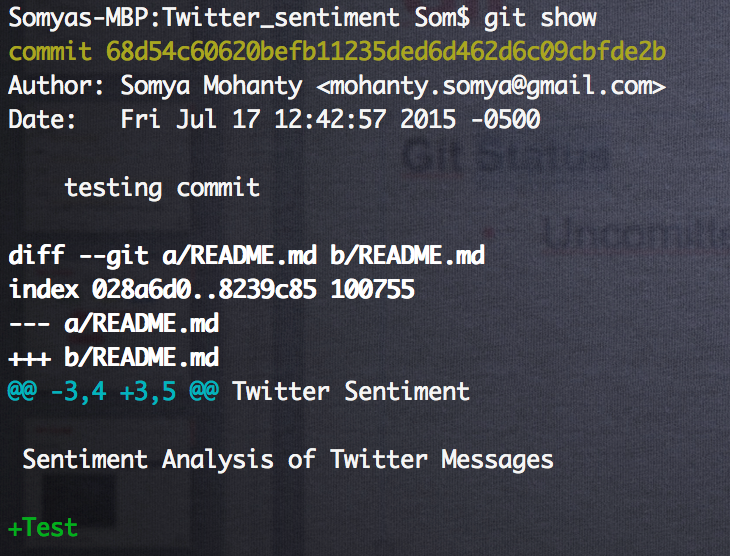 Somyas-MBP:Twitter_sentiment Som$ git show
commit 68d54c60620befb11235ded6d462d6c09cbfde2b
Author: Somya Mohanty <mohanty.somya@gmail.com>
Date:   Fri Jul 17 12:42:57 2015 -0500
Git Status
    testing commit
• Uncomitte
diff --git a/README.md b/README.md
index 028a6d0..8239c85 100755
--- a/README.md
+++ b/README.md
@@ -3,4 +3,5 @@ Twitter Sentiment
 Sentiment Analysis of Twitter Messages
+Test